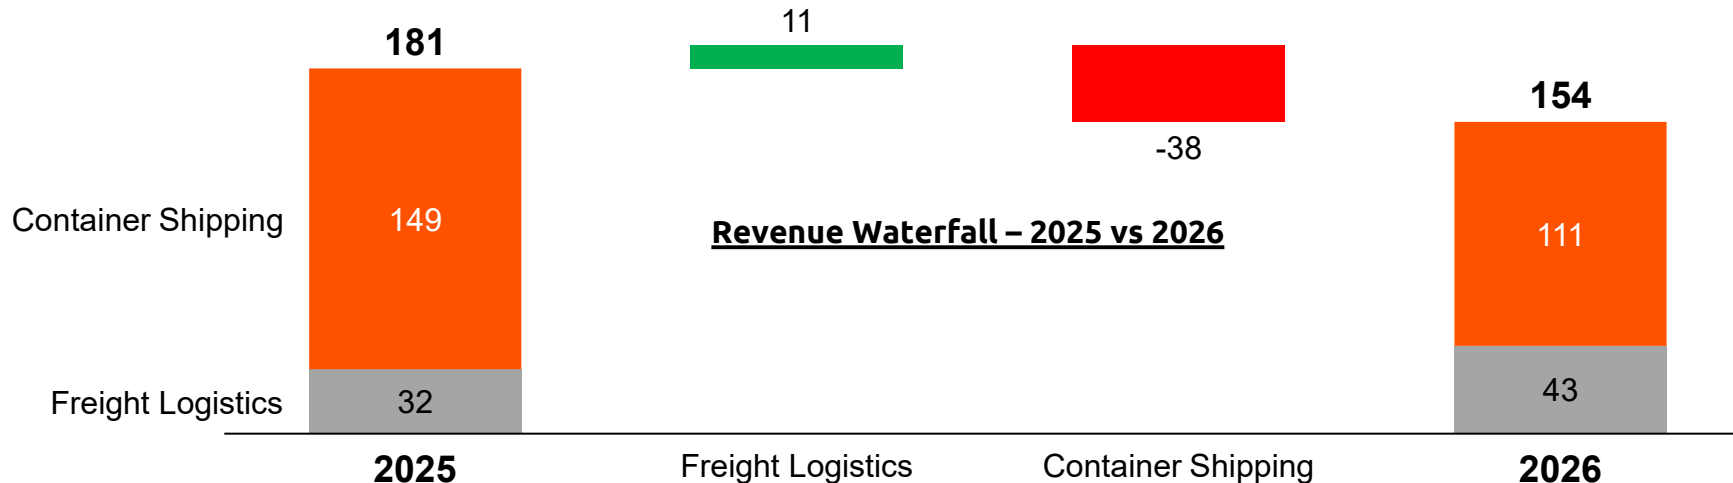 11
181
154
-38
Container Shipping
149
Revenue Waterfall – 2025 vs 2026
111
Freight Logistics
32
43
2025
Freight Logistics
Container Shipping
2026